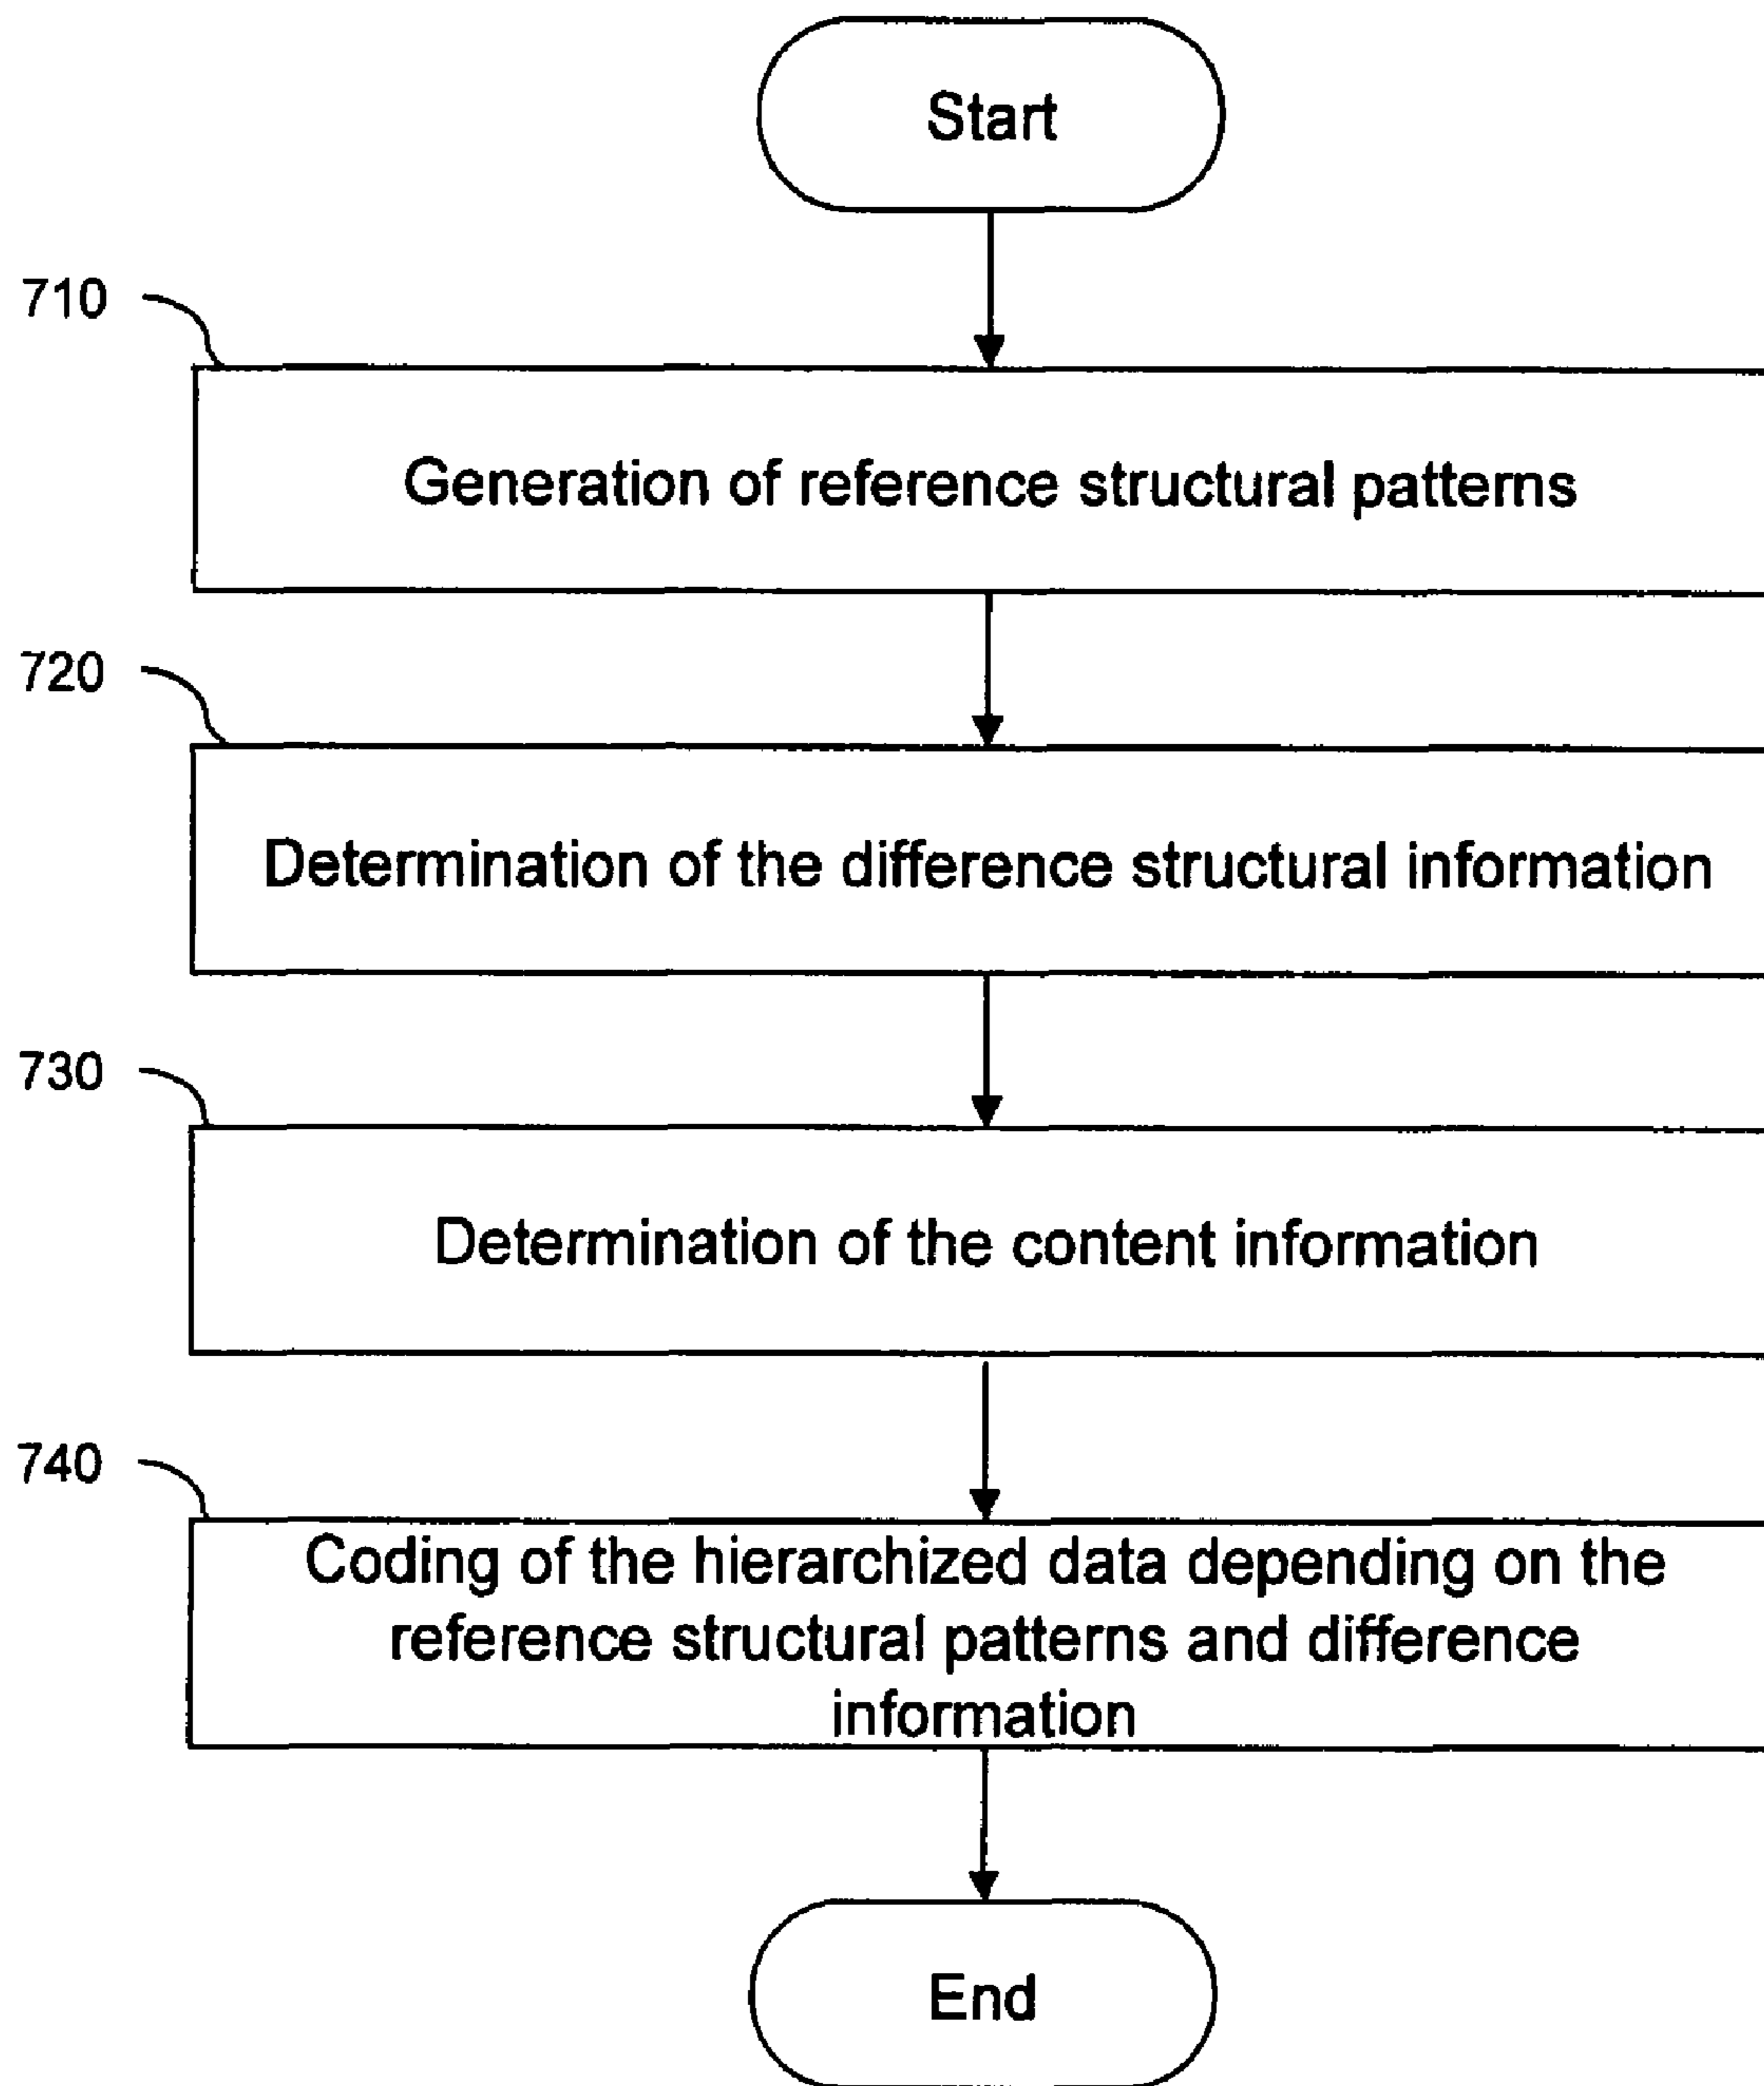 Start
710
Generation of reference structural patterns
720
Determination of the difference structural information
730
Determination of the content information
740
Coding of the hierarchized data depending on the
reference structural patterns and difference
information
End